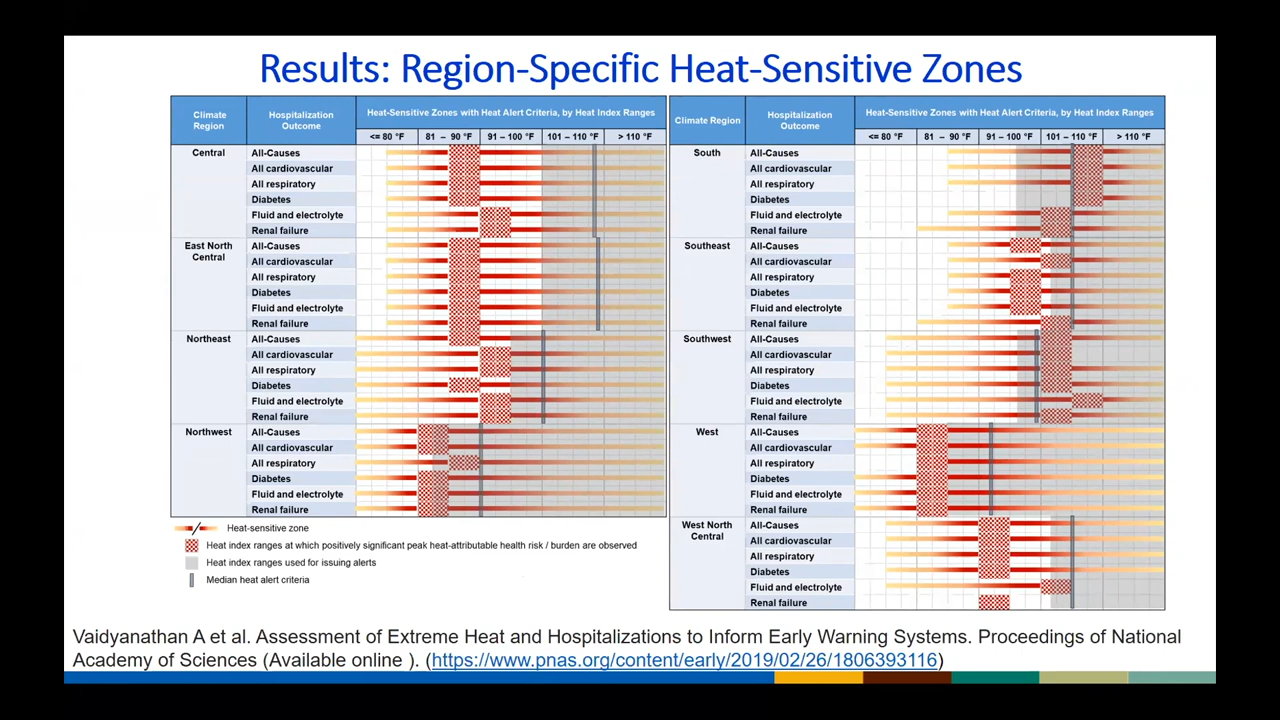 Results: Region-Specific Heat-Sensitive Zones
Climate Region
Hospitalization Outcome
Heat-Sensitive Zones with Heat Alert Criteria, by Heat Index Ranges
<= 80 °F
81 – 90 °F
91 – 100 °F
101 – 110 °F
> 110 °F
Central
All-Causes
All cardiovascular
All respiratory
Diabetes
Fluid and electrolyte
Renal failure
East North Central
All-Causes
All cardiovascular
All respiratory
Diabetes
Fluid and electrolyte
Renal failure
Northeast
All-Causes
All cardiovascular
All respiratory
Diabetes
Fluid and electrolyte
Renal failure
Northwest
All-Causes
All cardiovascular
All respiratory
Diabetes
Fluid and electrolyte
Renal failure
Heat-sensitive zone
Heat index ranges at which positively significant peak heat-attributable health risk / burden are observed
Heat index ranges used for issuing alerts
Median heat alert criteria
Climate Region
Hospitalization Outcome
Heat-Sensitive Zones with Heat Alert Criteria, by Heat Index Ranges
<= 80 °F
81 – 90 °F
91 – 100 °F
101 – 110 °F
> 110 °F
South
All-Causes
All cardiovascular
All respiratory
Diabetes
Fluid and electrolyte
Renal failure
Southeast
All-Causes
All cardiovascular
All respiratory
Diabetes
Fluid and electrolyte
Renal failure
Southwest
All-Causes
All cardiovascular
All respiratory
Diabetes
Fluid and electrolyte
Renal failure
West
All-Causes
All cardiovascular
All respiratory
Diabetes
Fluid and electrolyte
Renal failure
West North Central
All-Causes
All cardiovascular
All respiratory
Diabetes
Fluid and electrolyte
Renal failure
Vaidyanathan A et al. Assessment of Extreme Heat and Hospitalizations to Inform Early Warning Systems. Proceedings of National
Academy of Sciences (Available online ). (https://www.pnas.org/content/early/2019/02/26/1806393116)